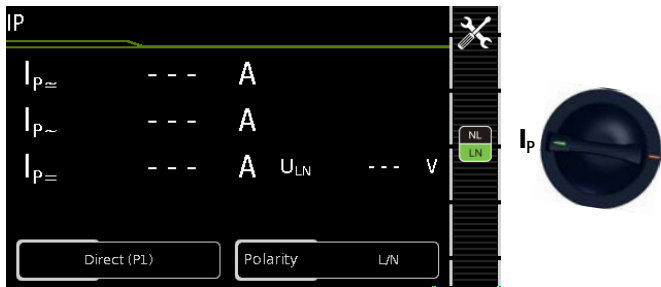 IP
IP≂ - - - A
IP~ - - - A
IP= - - - A ULN - - - V
NL
LN
Direct (P1)
Polarity L/N
IP